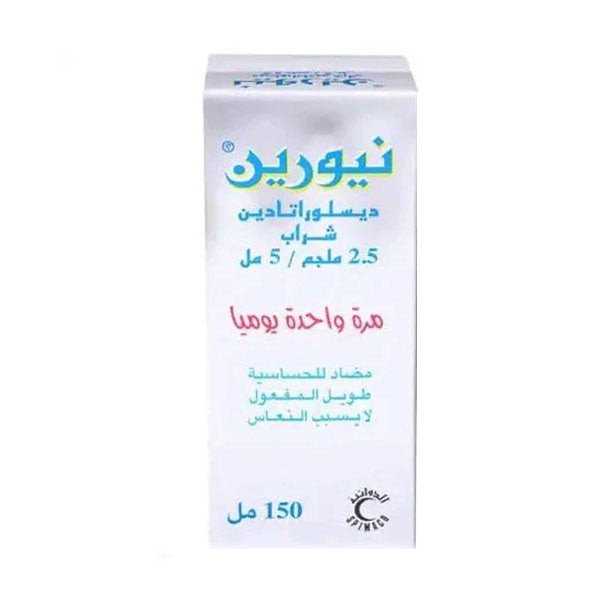 نيورين®
ديسلوراتادين
شراب
2.5 ملجم / 5 مل
مرة واحدة يوميا
مضاد للحساسية
طويل المفعول
لا يسبب النعاس
150 مل
الدوائية
SPIMACO